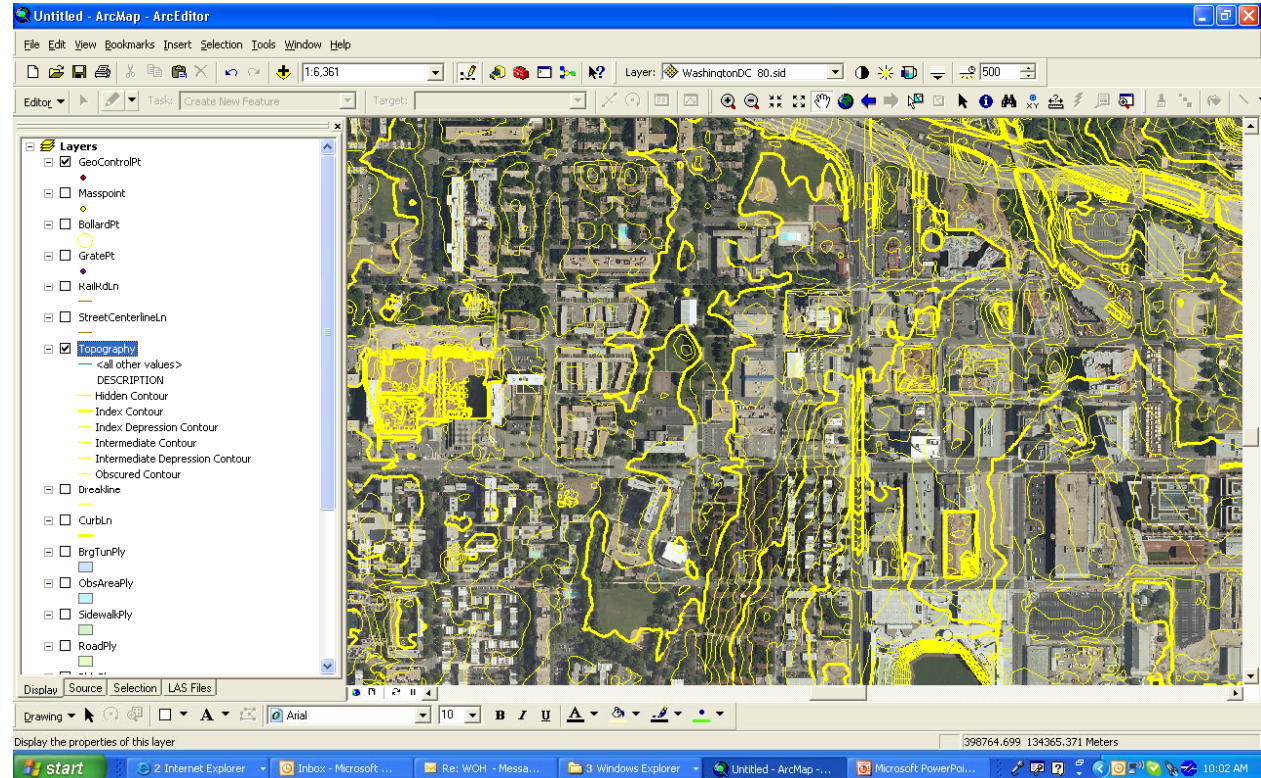 Untitled - ArcMap - ArcEditor
File Edit View Bookmarks Insert Selection Tools Window Help
1:6,361 Layer: WashingtonDC_80.sid 500
Editor Task: Create New Feature Target:
Layers
GeoControlPt
Masspoint
BollardPt
GratePt
RailRdLn
StreetCenterlineLn
Topography
<all other values>
DESCRIPTION
Hidden Contour
Index Contour
Index Depression Contour
Intermediate Contour
Intermediate Depression Contour
Obscured Contour
Breakline
CurbLn
BrgTunPly
ObsAreaPly
SidewalkPly
RoadPly
Display Source Selection LAS Files
Drawing A Arial 10 B I U A
Display the properties of this layer 398764.699 134365.371 Meters
start 2 Internet Explorer Inbox - Microsoft ... Re: WOH - Messa... 3 Windows Explorer Untitled - ArcMap -... Microsoft PowerPoi... 10:02 AM